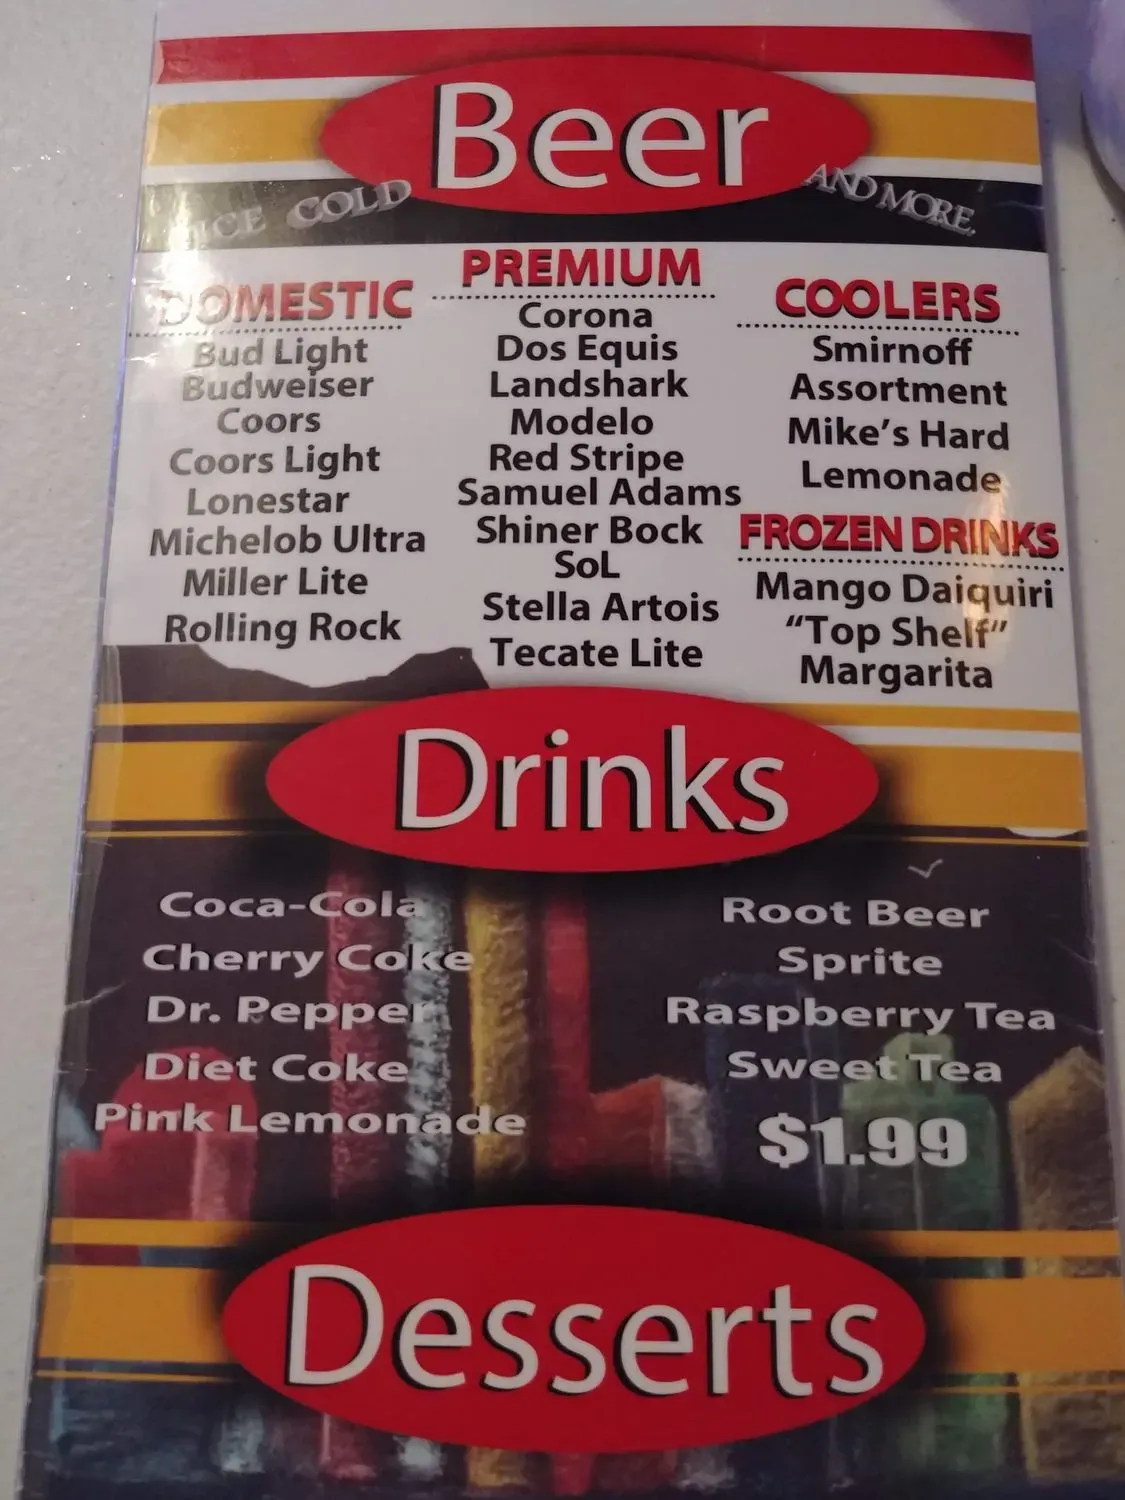 Beer
ICE COLD
AND MORE.
DOMESTIC
Bud Light
Budweiser
Coors
Coors Light
Lonestar
Michelob Ultra
Miller Lite
Rolling Rock
PREMIUM
Corona
Dos Equis
Landshark
Modelo
Red Stripe
Samuel Adams
Shiner Bock
SoL
Stella Artois
Tecate Lite
COOLERS
Smirnoff
Assortment
Mike's Hard
Lemonade
FROZEN DRINKS
Mango Daiquiri
"Top Shelf"
Margarita
Drinks
Coca-Cola
Cherry Coke
Dr. Pepper
Diet Coke
Pink Lemonade
Root Beer
Sprite
Raspberry Tea
Sweet Tea
$1.99
Desserts